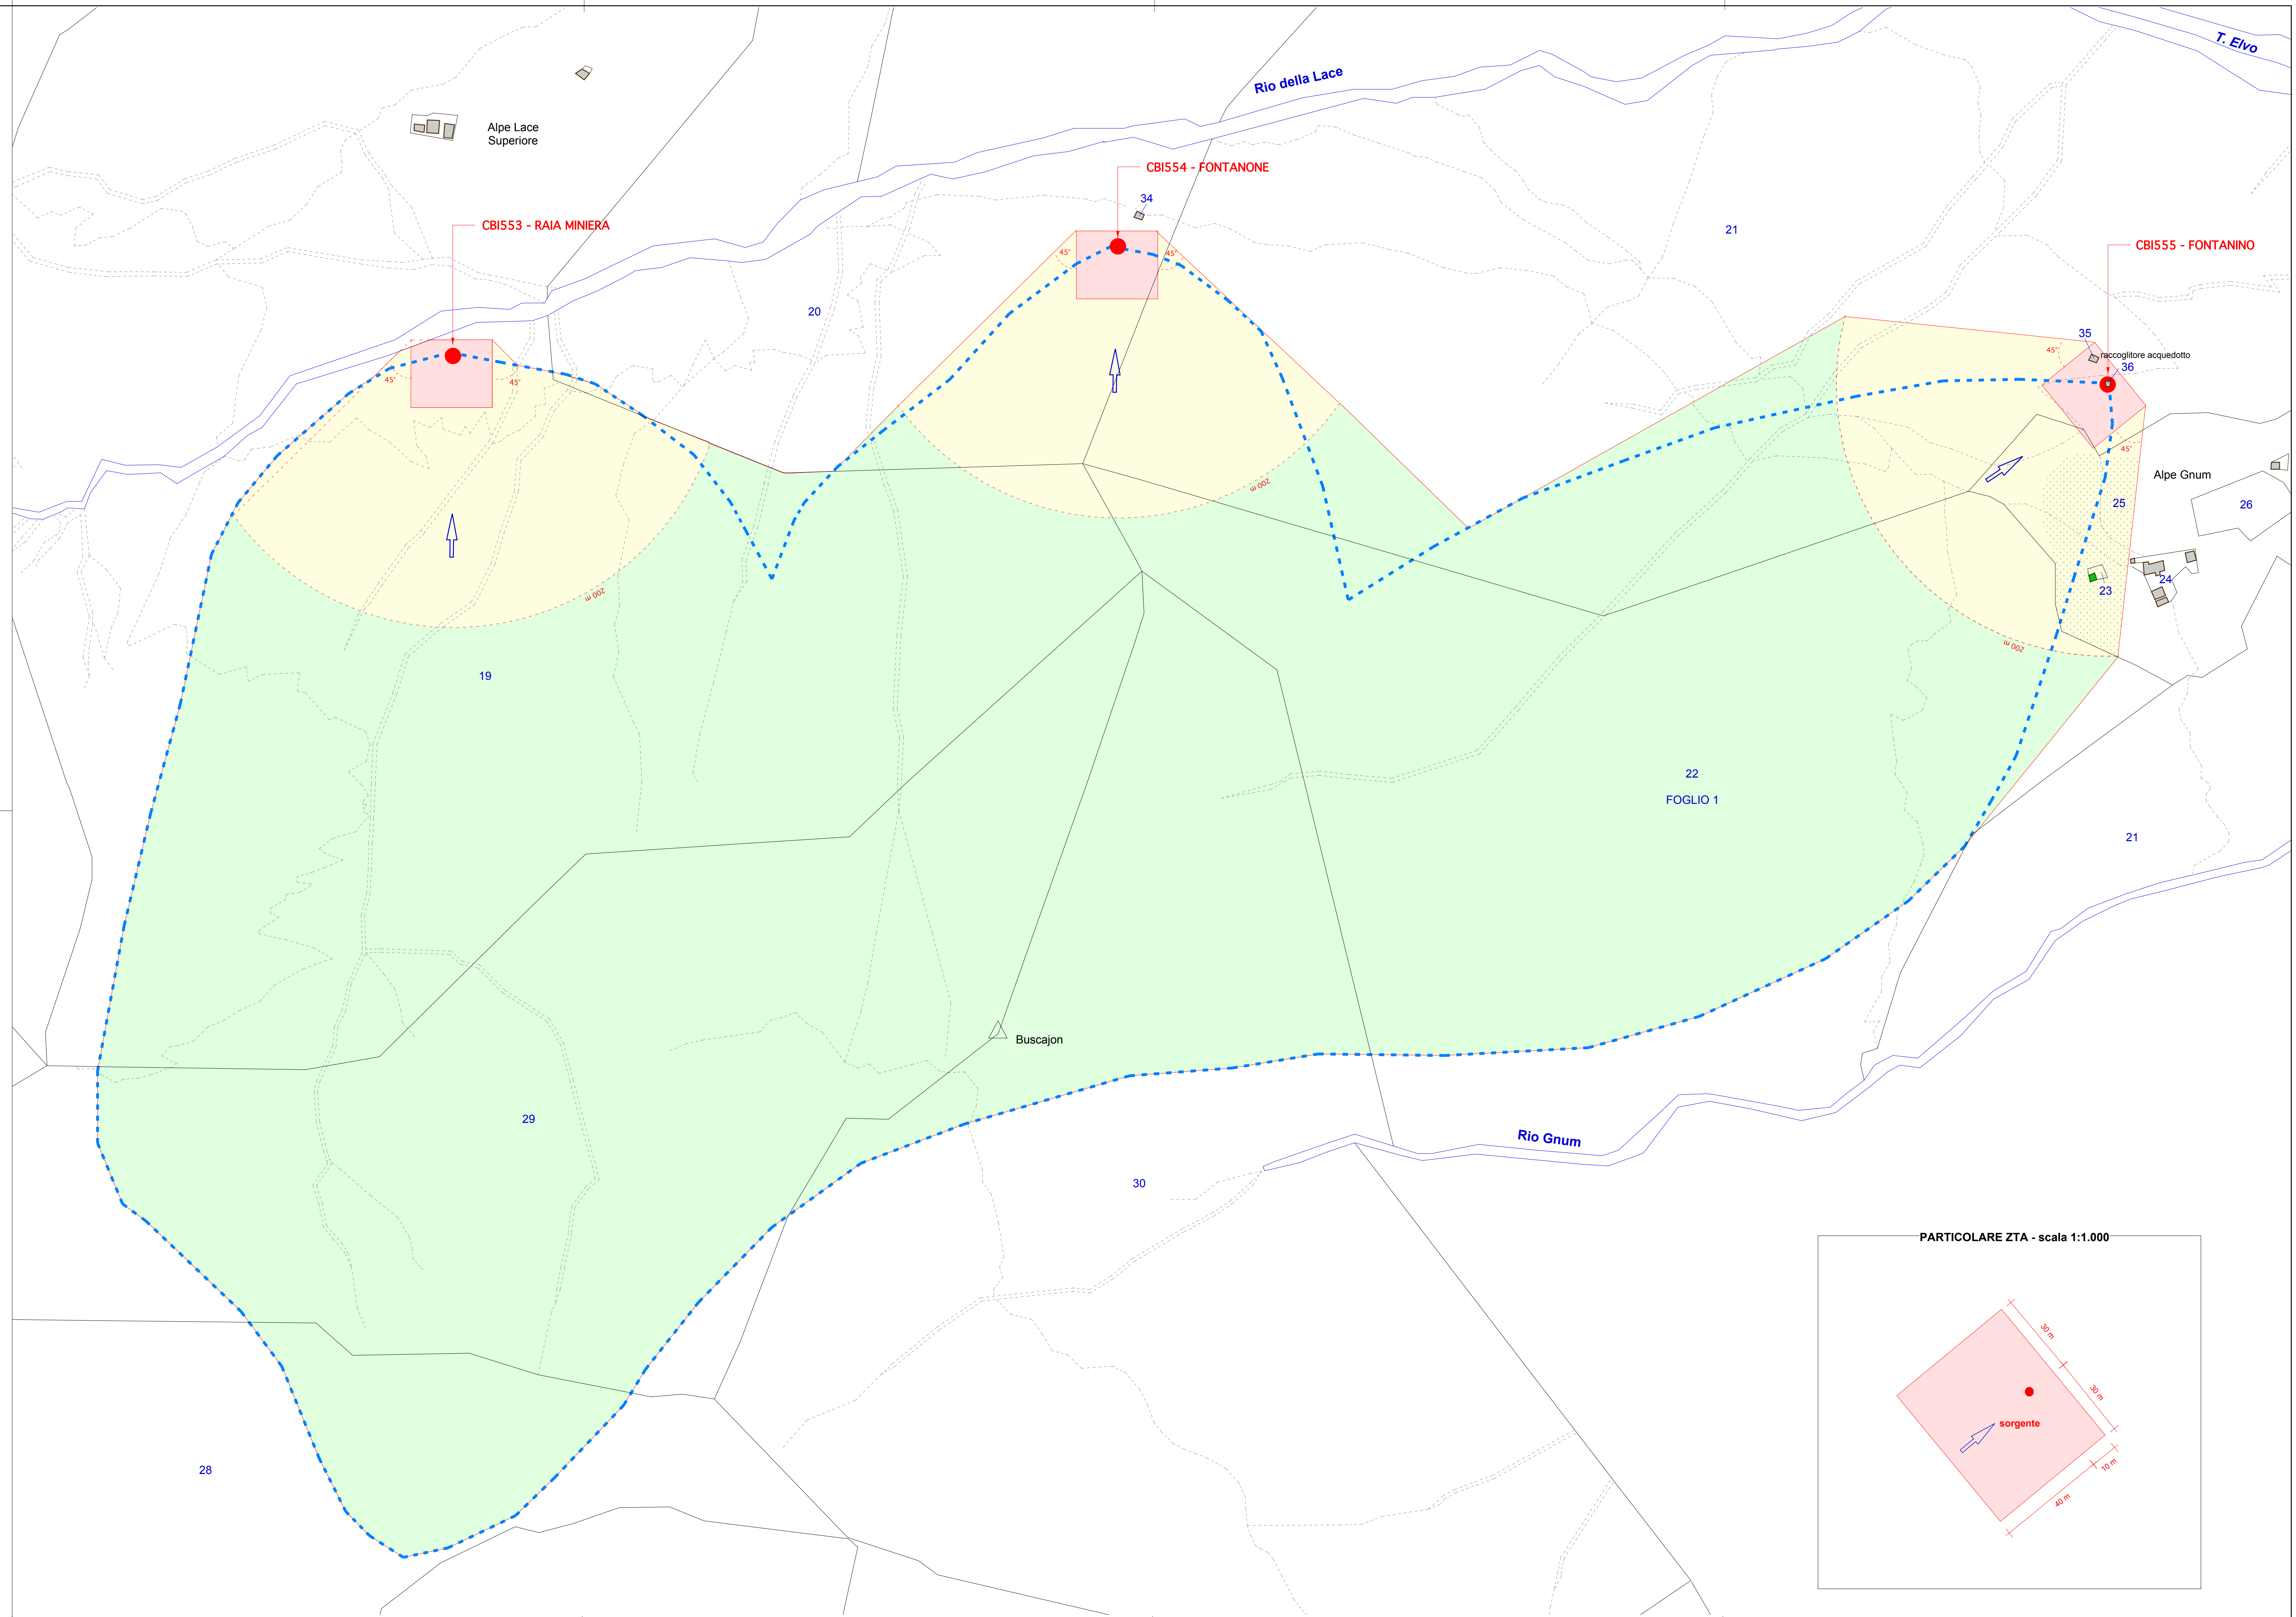 T. Elvo
Rio della Lace
Alpe Lace
Superiore
CBI554 - FONTANONE
34
CBI553 - RAIA MINIERA
21
CBI555 - FONTANINO
45°
45°
20
35
raccoglitore acquedotto
45°
36
45°
45°
45°
Alpe Gnum
200 m
25
26
200 m
24
23
200 m
19
22
FOGLIO 1
21
Buscajon
29
Rio Gnum
30
PARTICOLARE ZTA - scala 1:1.000
30 m
30 m
sorgente
10 m
40 m
28